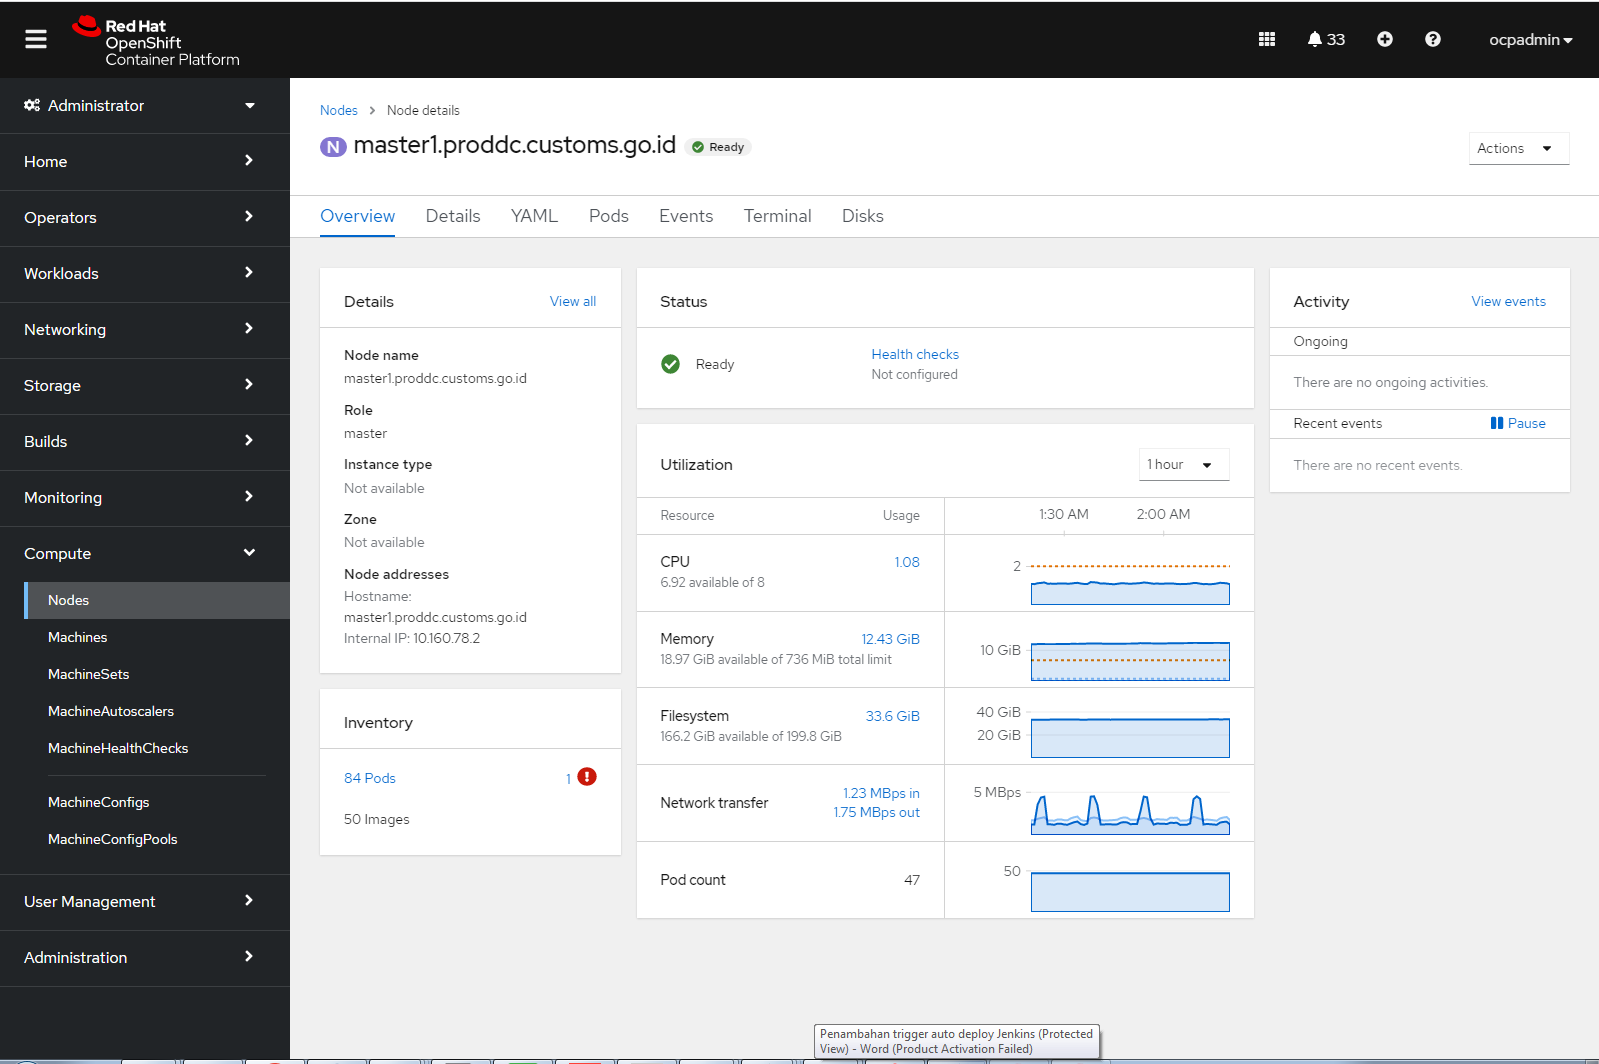 Red Hat
OpenShift
Container Platform
33
ocpadmin
Administrator
Home
Operators
Workloads
Networking
Storage
Builds
Monitoring
Compute
Nodes
Machines
MachineSets
MachineAutoscalers
MachineHealthChecks
MachineConfigs
MachineConfigPools
User Management
Administration
Nodes > Node details
N master1.proddc.customs.go.id Ready
Actions
Overview Details YAML Pods Events Terminal Disks
Details View all
Node name
master1.proddc.customs.go.id
Role
master
Instance type
Not available
Zone
Not available
Node addresses
Hostname:
master1.proddc.customs.go.id
Internal IP: 10.160.78.2
Inventory
84 Pods 1
50 Images
Status
Ready
Health checks
Not configured
Utilization 1 hour
Resource Usage 1:30 AM 2:00 AM
CPU 1.08
6.92 available of 8
2
Memory 12.43 GiB
18.97 GiB available of 736 MiB total limit
10 GiB
Filesystem 33.6 GiB
166.2 GiB available of 199.8 GiB
40 GiB
20 GiB
Network transfer
1.23 MBps in
1.75 MBps out
5 MBps
Pod count 47
50
Activity View events
Ongoing
There are no ongoing activities.
Recent events Pause
There are no recent events.
Penambahan trigger auto deploy Jenkins (Protected
View) - Word (Product Activation Failed)